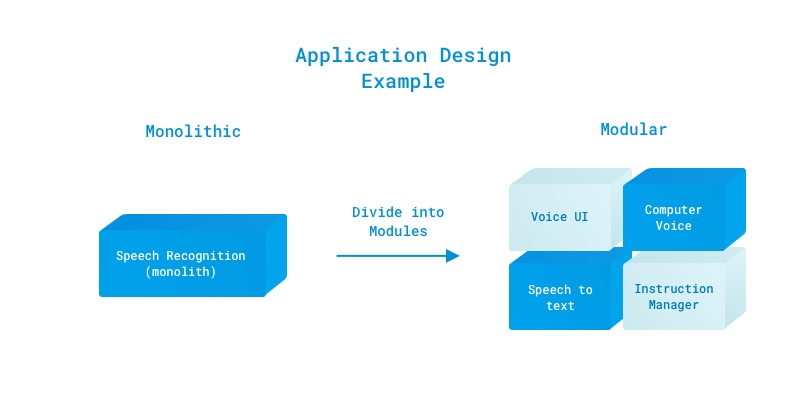 Application Design
Example
Monolithic
Modular
Speech Recognition
(monolith)
Divide into
Modules
Voice UI
Computer
Voice
Speech to
text
Instruction
Manager